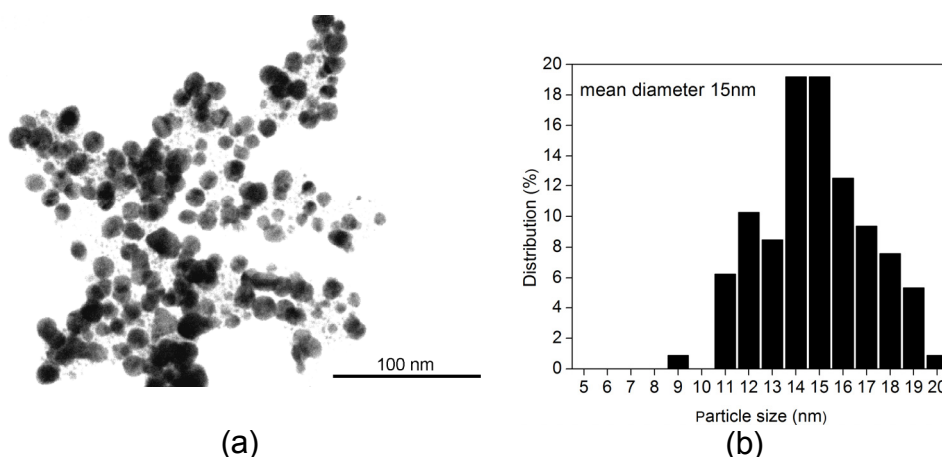 100 nm
(a)
mean diameter 15nm
Distribution (%)
20
18
16
14
12
10
8
6
4
2
0
5 6 7 8 9 10 11 12 13 14 15 16 17 18 19 20
Particle size (nm)
(b)